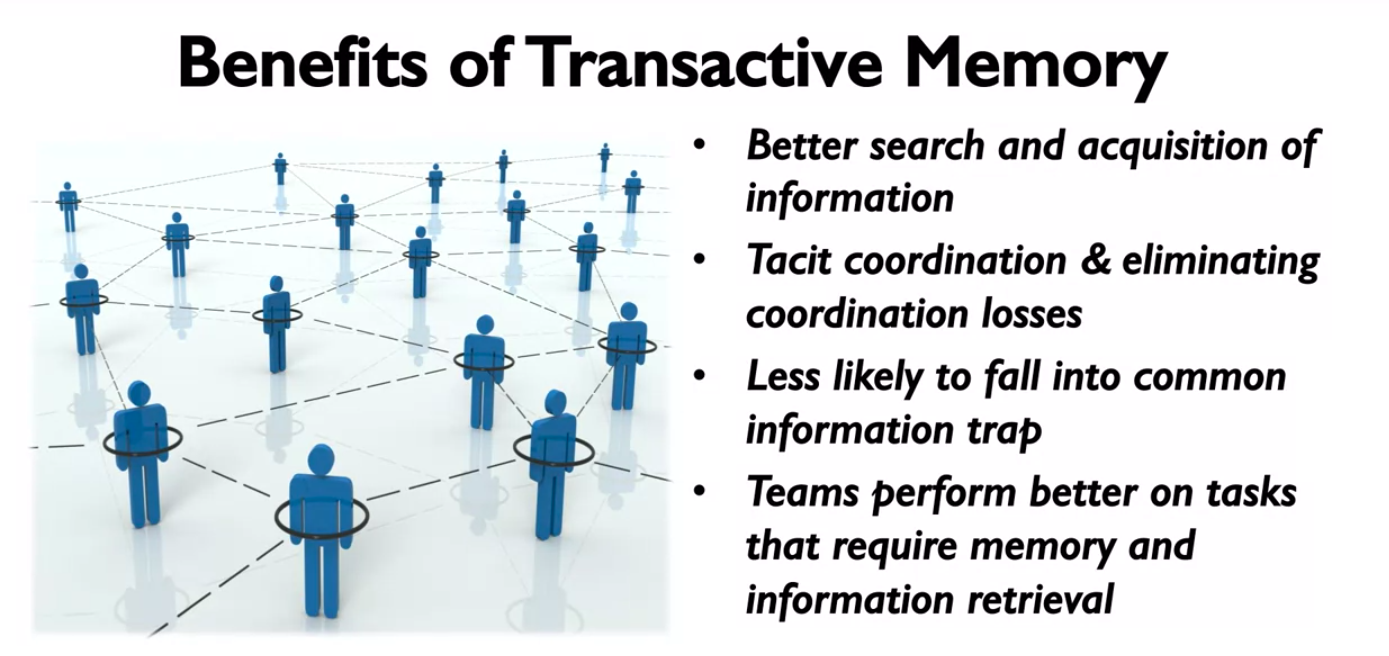 Benefits of Transactive Memory
• Better search and acquisition of
information
• Tacit coordination & eliminating
coordination losses
• Less likely to fall into common
information trap
• Teams perform better on tasks
that require memory and
information retrieval